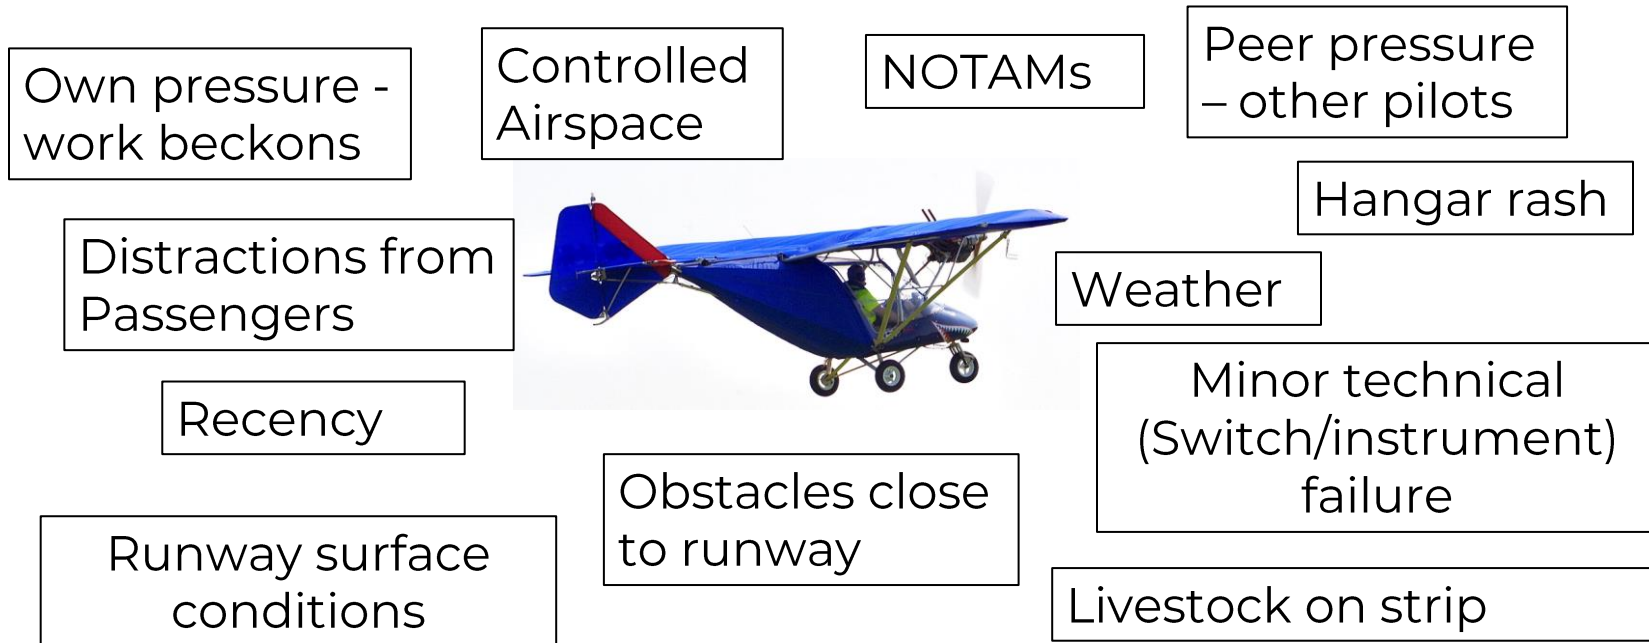 Own pressure -
work beckons
Controlled
Airspace
NOTAMs
Peer pressure
– other pilots
Hangar rash
Distractions from
Passengers
Weather
Recency
Minor technical
(Switch/instrument)
failure
Obstacles close
to runway
Runway surface
conditions
Livestock on strip